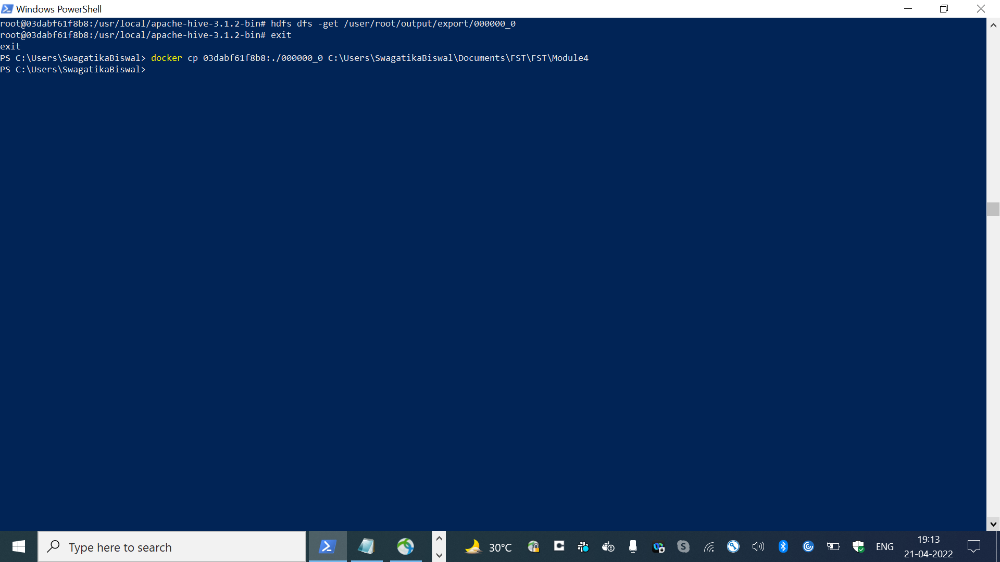 Windows PowerShell
root@03dabf61f8b8:/usr/local/apache-hive-3.1.2-bin# hdfs dfs -get /user/root/output/export/000000_0
root@03dabf61f8b8:/usr/local/apache-hive-3.1.2-bin# exit
exit
PS C:\Users\SwagatikaBiswal> docker cp 03dabf61f8b8:./000000_0 C:\Users\SwagatikaBiswal\Documents\FST\FST\Module4
PS C:\Users\SwagatikaBiswal>
Type here to search
30°C
ENG
19:13
21-04-2022